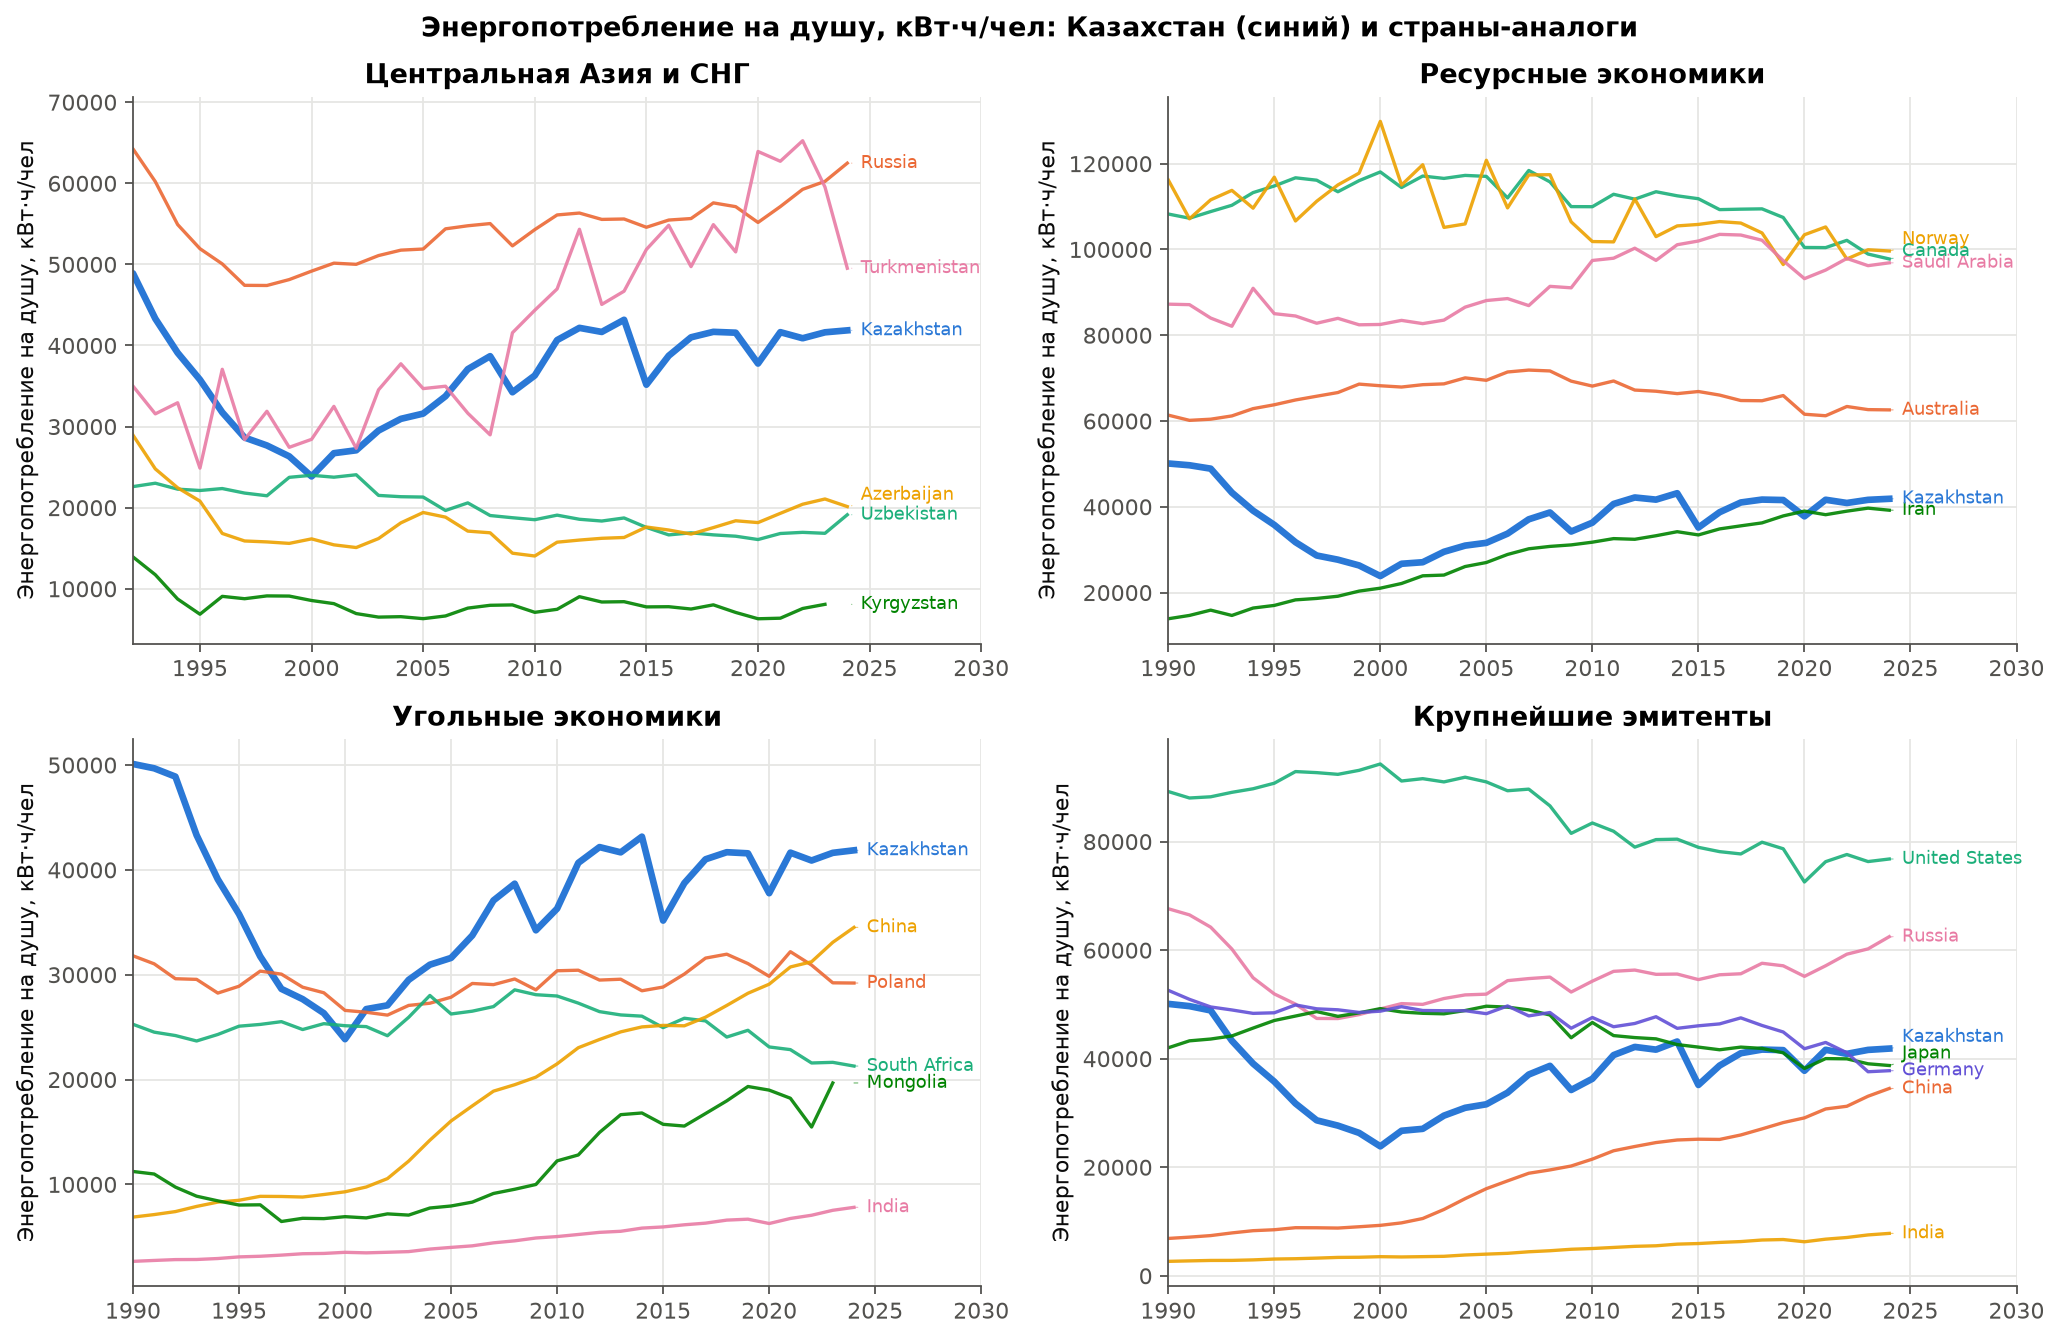 Энергопотребление на душу, кВт·ч/чел: Казахстан (синий) и страны-аналоги
Центральная Азия и СНГ
Энергопотребление на душу, кВт·ч/чел
70000
60000
50000
40000
30000
20000
10000
Russia
Turkmenistan
Kazakhstan
Azerbaijan
Uzbekistan
Kyrgyzstan
1995 2000 2005 2010 2015 2020 2025 2030
Ресурсные экономики
Энергопотребление на душу, кВт·ч/чел
120000
100000
80000
60000
40000
20000
Norway
Canada
Saudi Arabia
Australia
Kazakhstan
Iran
1990 1995 2000 2005 2010 2015 2020 2025 2030
Угольные экономики
Энергопотребление на душу, кВт·ч/чел
50000
40000
30000
20000
10000
Kazakhstan
China
Poland
South Africa
Mongolia
India
1990 1995 2000 2005 2010 2015 2020 2025 2030
Крупнейшие эмитенты
Энергопотребление на душу, кВт·ч/чел
80000
60000
40000
20000
0
United States
Russia
Kazakhstan
Japan
Germany
China
India
1990 1995 2000 2005 2010 2015 2020 2025 2030